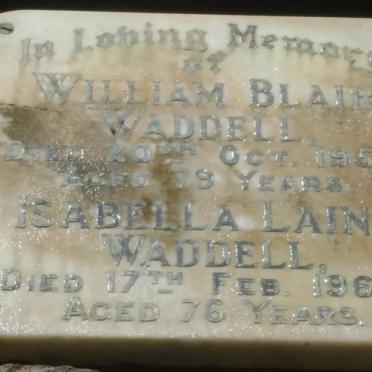 In Loving Memory
of
William Blair
Waddell,
Died 20th Oct. 195
Aged 79 Years.
Isabella Lain
Waddell,
Died 17th Feb. 196
Aged 76 Years.